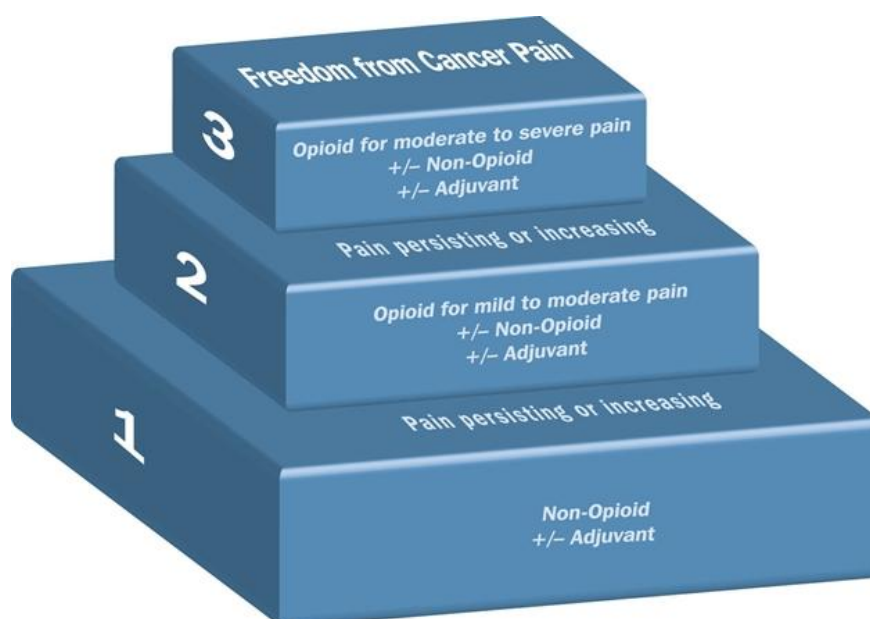 Freedom from Cancer Pain
3
Opioid for moderate to severe pain
+/– Non-Opioid
+/– Adjuvant
Pain persisting or increasing
2
Opioid for mild to moderate pain
+/– Non-Opioid
+/– Adjuvant
Pain persisting or increasing
1
Non-Opioid
+/– Adjuvant